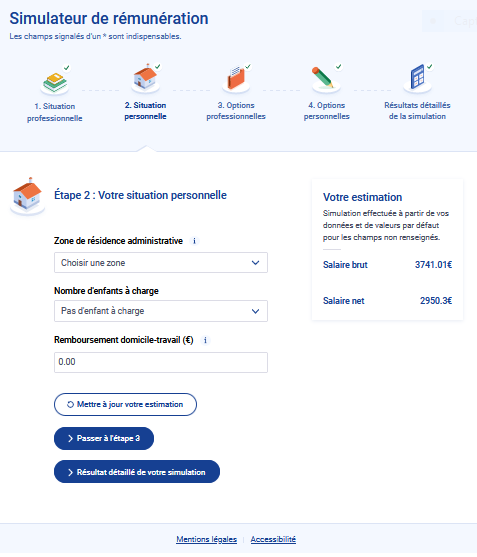 Simulateur de rémunération
Les champs signalés d'un * sont indispensables.
1. Situation professionnelle
2. Situation personnelle
3. Options professionnelles
4. Options personnelles
Résultats détaillés de la simulation
Étape 2 : Votre situation personnelle
Zone de résidence administrative i
Choisir une zone
Nombre d'enfants à charge
Pas d'enfant à charge
Remboursement domicile-travail (€) i
0.00
Mettre à jour votre estimation
Passer à l'étape 3
Résultat détaillé de votre simulation
Votre estimation
Simulation effectuée à partir de vos
données et de valeurs par défaut
pour les champs non renseignés.
Salaire brut 3741.01€
Salaire net 2950.3€
Mentions légales | Accessibilité